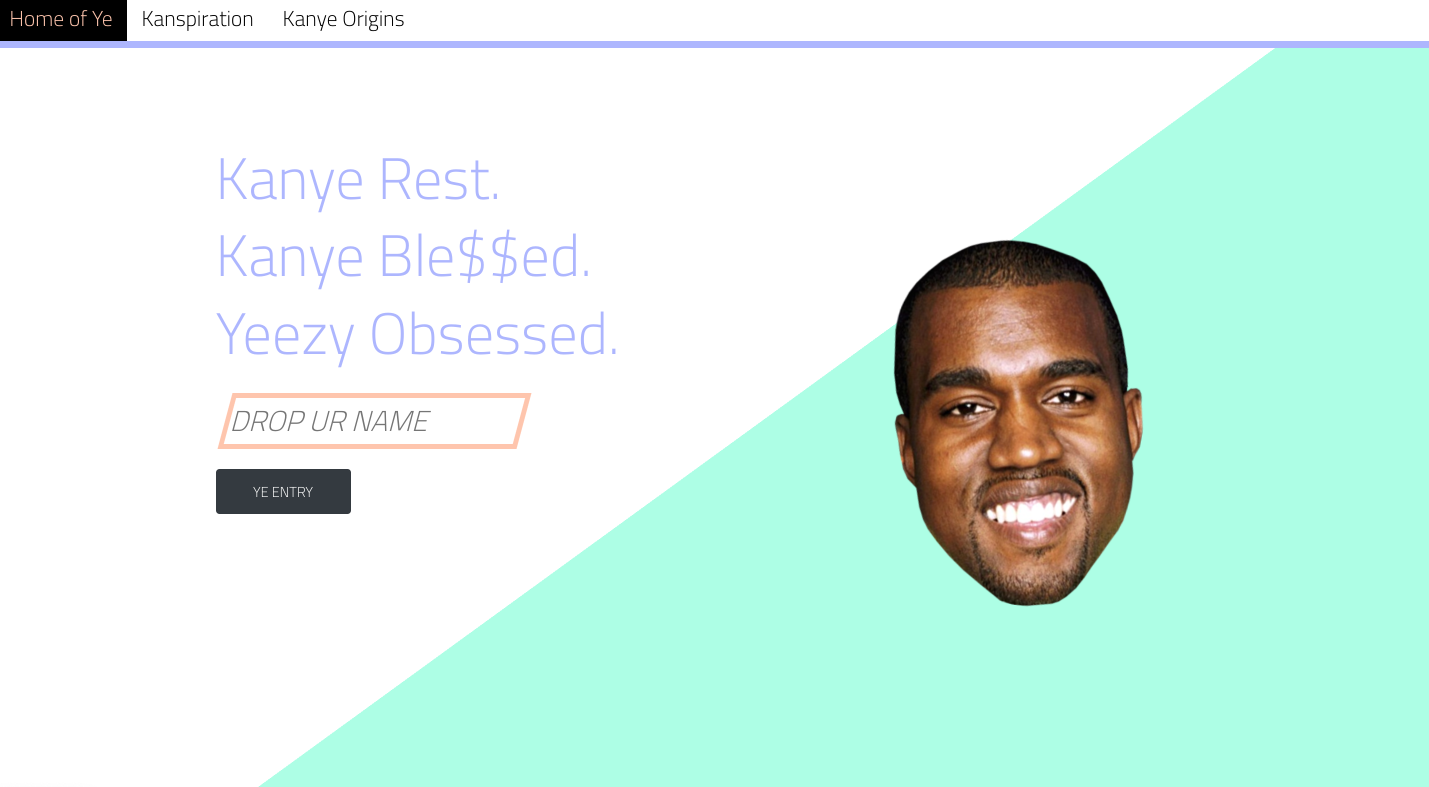 Home of Ye Kanspiration Kanye Origins
Kanye Rest.
Kanye Ble$$ed.
Yeezy Obsessed.
DROP UR NAME
YE ENTRY